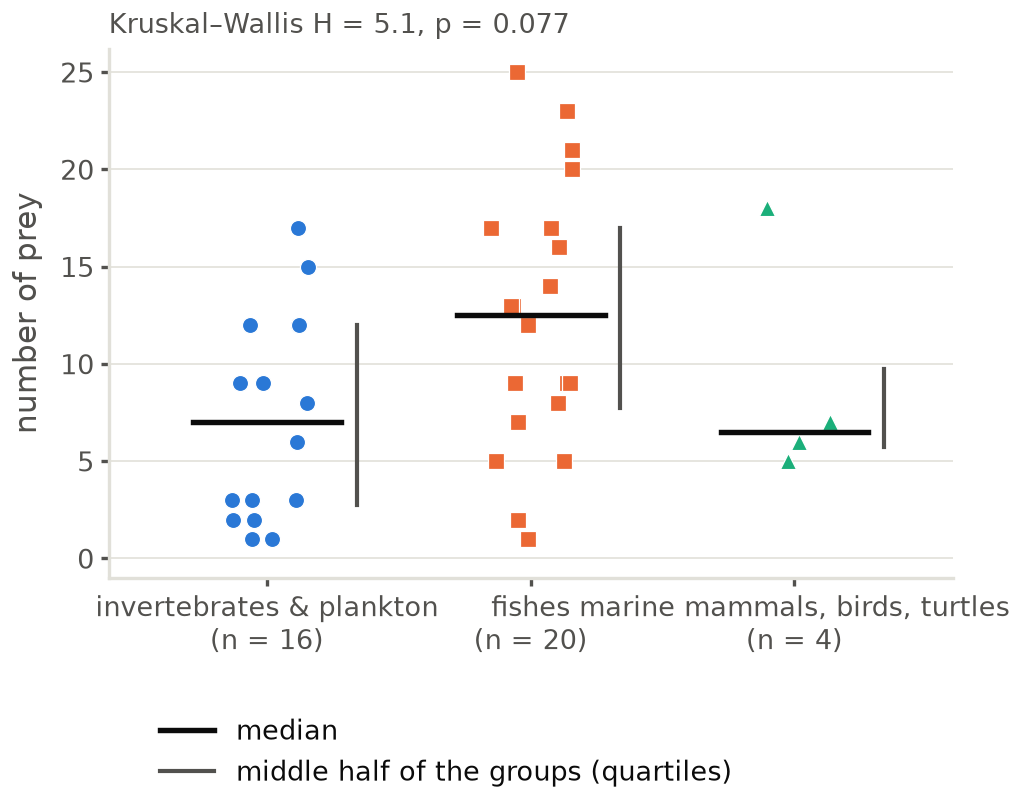 Kruskal–Wallis H = 5.1, p = 0.077
number of prey
25
20
15
10
5
0
invertebrates & plankton
(n = 16)
fishes
(n = 20)
marine mammals, birds, turtles
(n = 4)
median
middle half of the groups (quartiles)